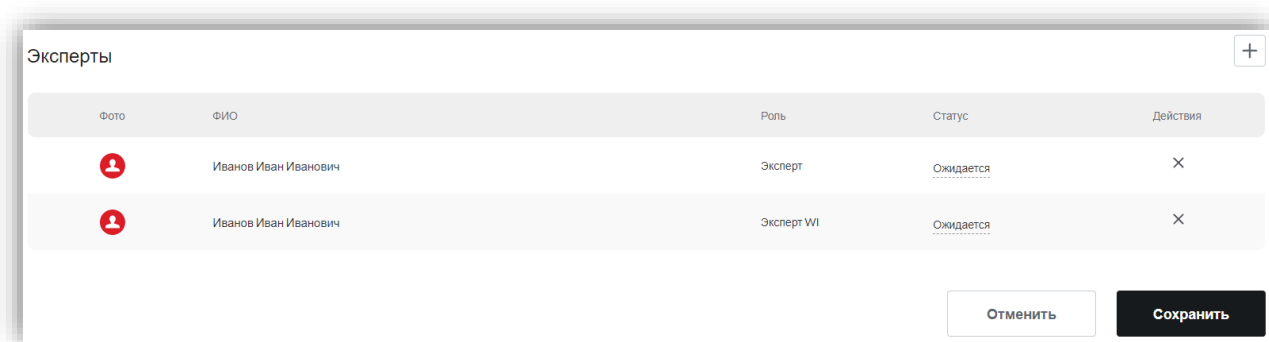 Эксперты
Фото ФИО Роль Статус Действия
Иванов Иван Иванович Эксперт Ожидается
Иванов Иван Иванович Эксперт WI Ожидается
Отменить Сохранить